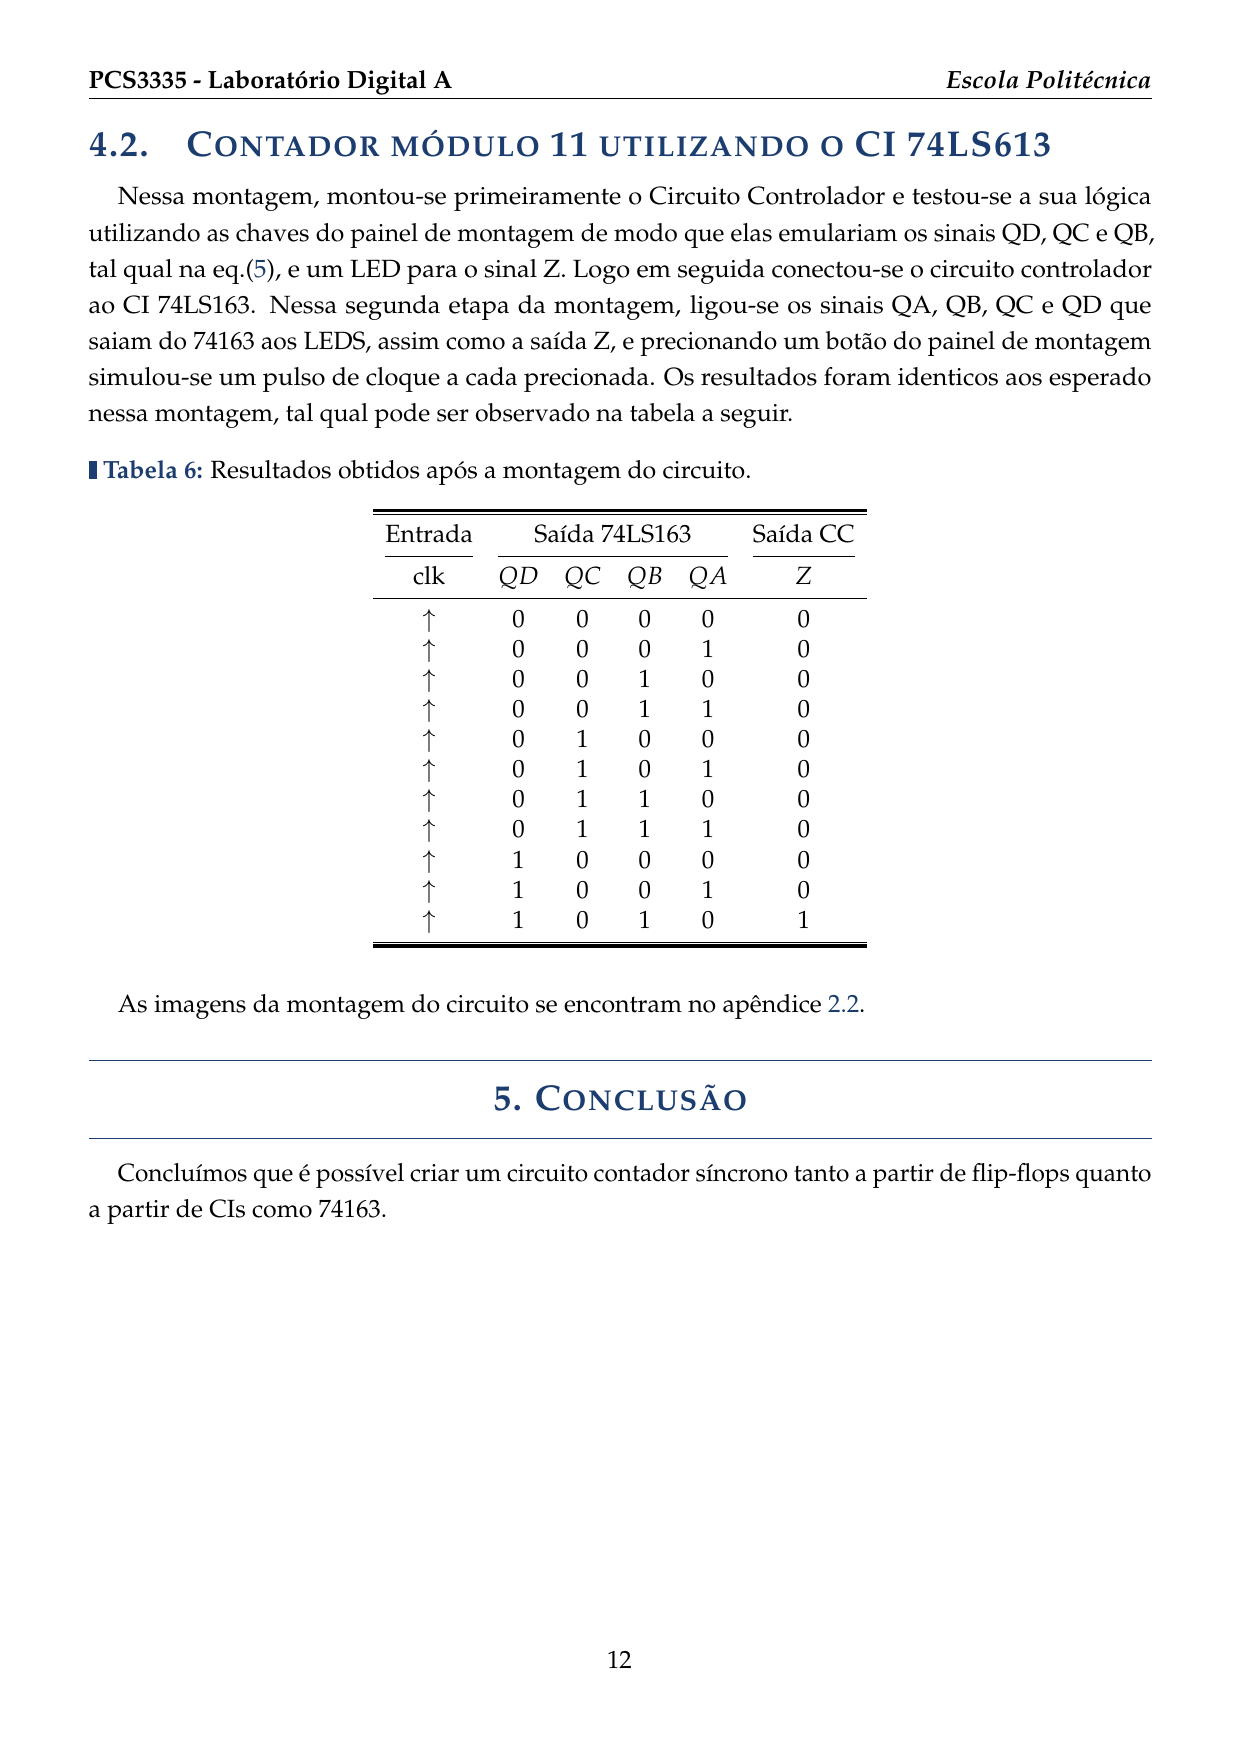 PCS3335 - Laboratório Digital A Escola Politécnica
4.2. CONTADOR MÓDULO 11 UTILIZANDO O CI 74LS613
Nessa montagem, montou-se primeiramente o Circuito Controlador e testou-se a sua lógica
utilizando as chaves do painel de montagem de modo que elas emulariam os sinais QD, QC e QB,
tal qual na eq.(5), e um LED para o sinal Z. Logo em seguida conectou-se o circuito controlador
ao CI 74LS163. Nessa segunda etapa da montagem, ligou-se os sinais QA, QB, QC e QD que
saiam do 74163 aos LEDS, assim como a saída Z, e precionando um botão do painel de montagem
simulou-se um pulso de cloque a cada precionada. Os resultados foram identicos aos esperado
nessa montagem, tal qual pode ser observado na tabela a seguir.
Tabela 6: Resultados obtidos após a montagem do circuito.
Entrada Saída 74LS163 Saída CC
clk QD QC QB QA Z
↑ 0 0 0 0 0
↑ 0 0 0 1 0
↑ 0 0 1 0 0
↑ 0 0 1 1 0
↑ 0 1 0 0 0
↑ 0 1 0 1 0
↑ 0 1 1 0 0
↑ 0 1 1 1 0
↑ 1 0 0 0 0
↑ 1 0 0 1 0
↑ 1 0 1 0 1
As imagens da montagem do circuito se encontram no apêndice 2.2.
5. CONCLUSÃO
Concluímos que é possível criar um circuito contador síncrono tanto a partir de flip-flops quanto
a partir de CIs como 74163.
12